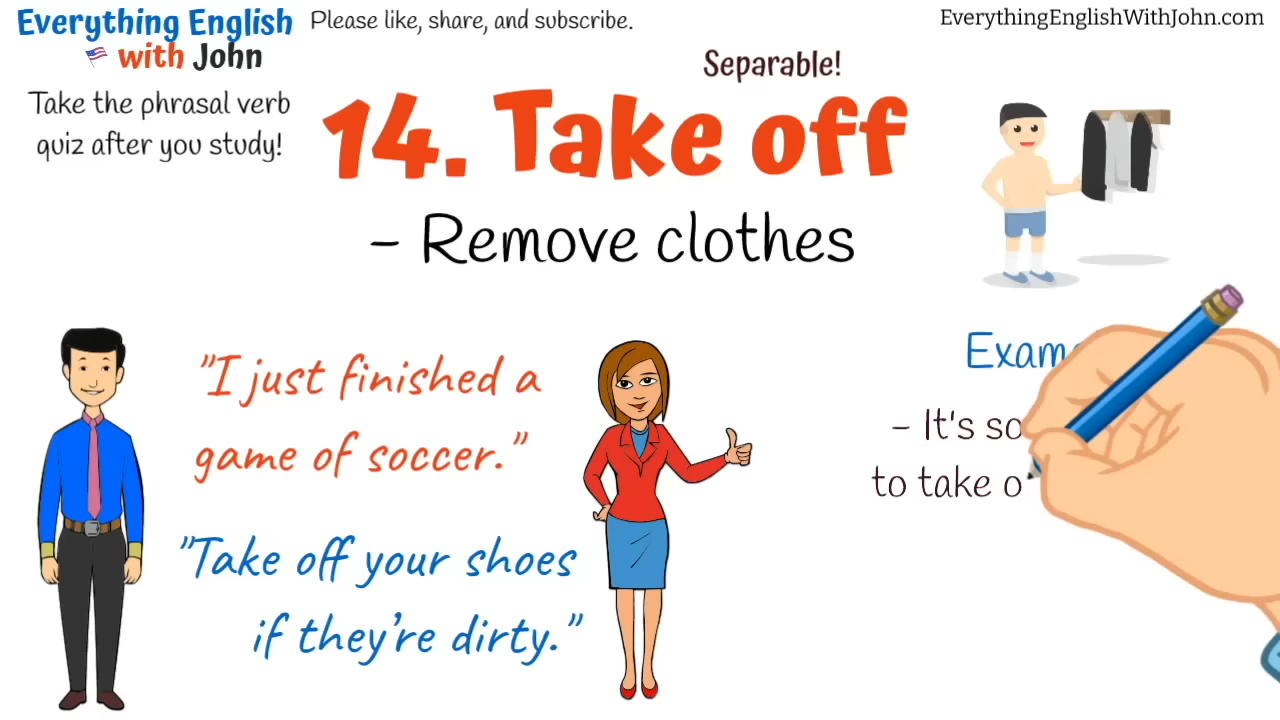 Everything English
with John
Please like, share, and subscribe.
EverythingEnglishWithJohn.com
Take the phrasal verb
quiz after you study!
Separable!
14. Take off
- Remove clothes
"I just finished a
game of soccer."
"Take off your shoes
if they're dirty."
- It's
to take